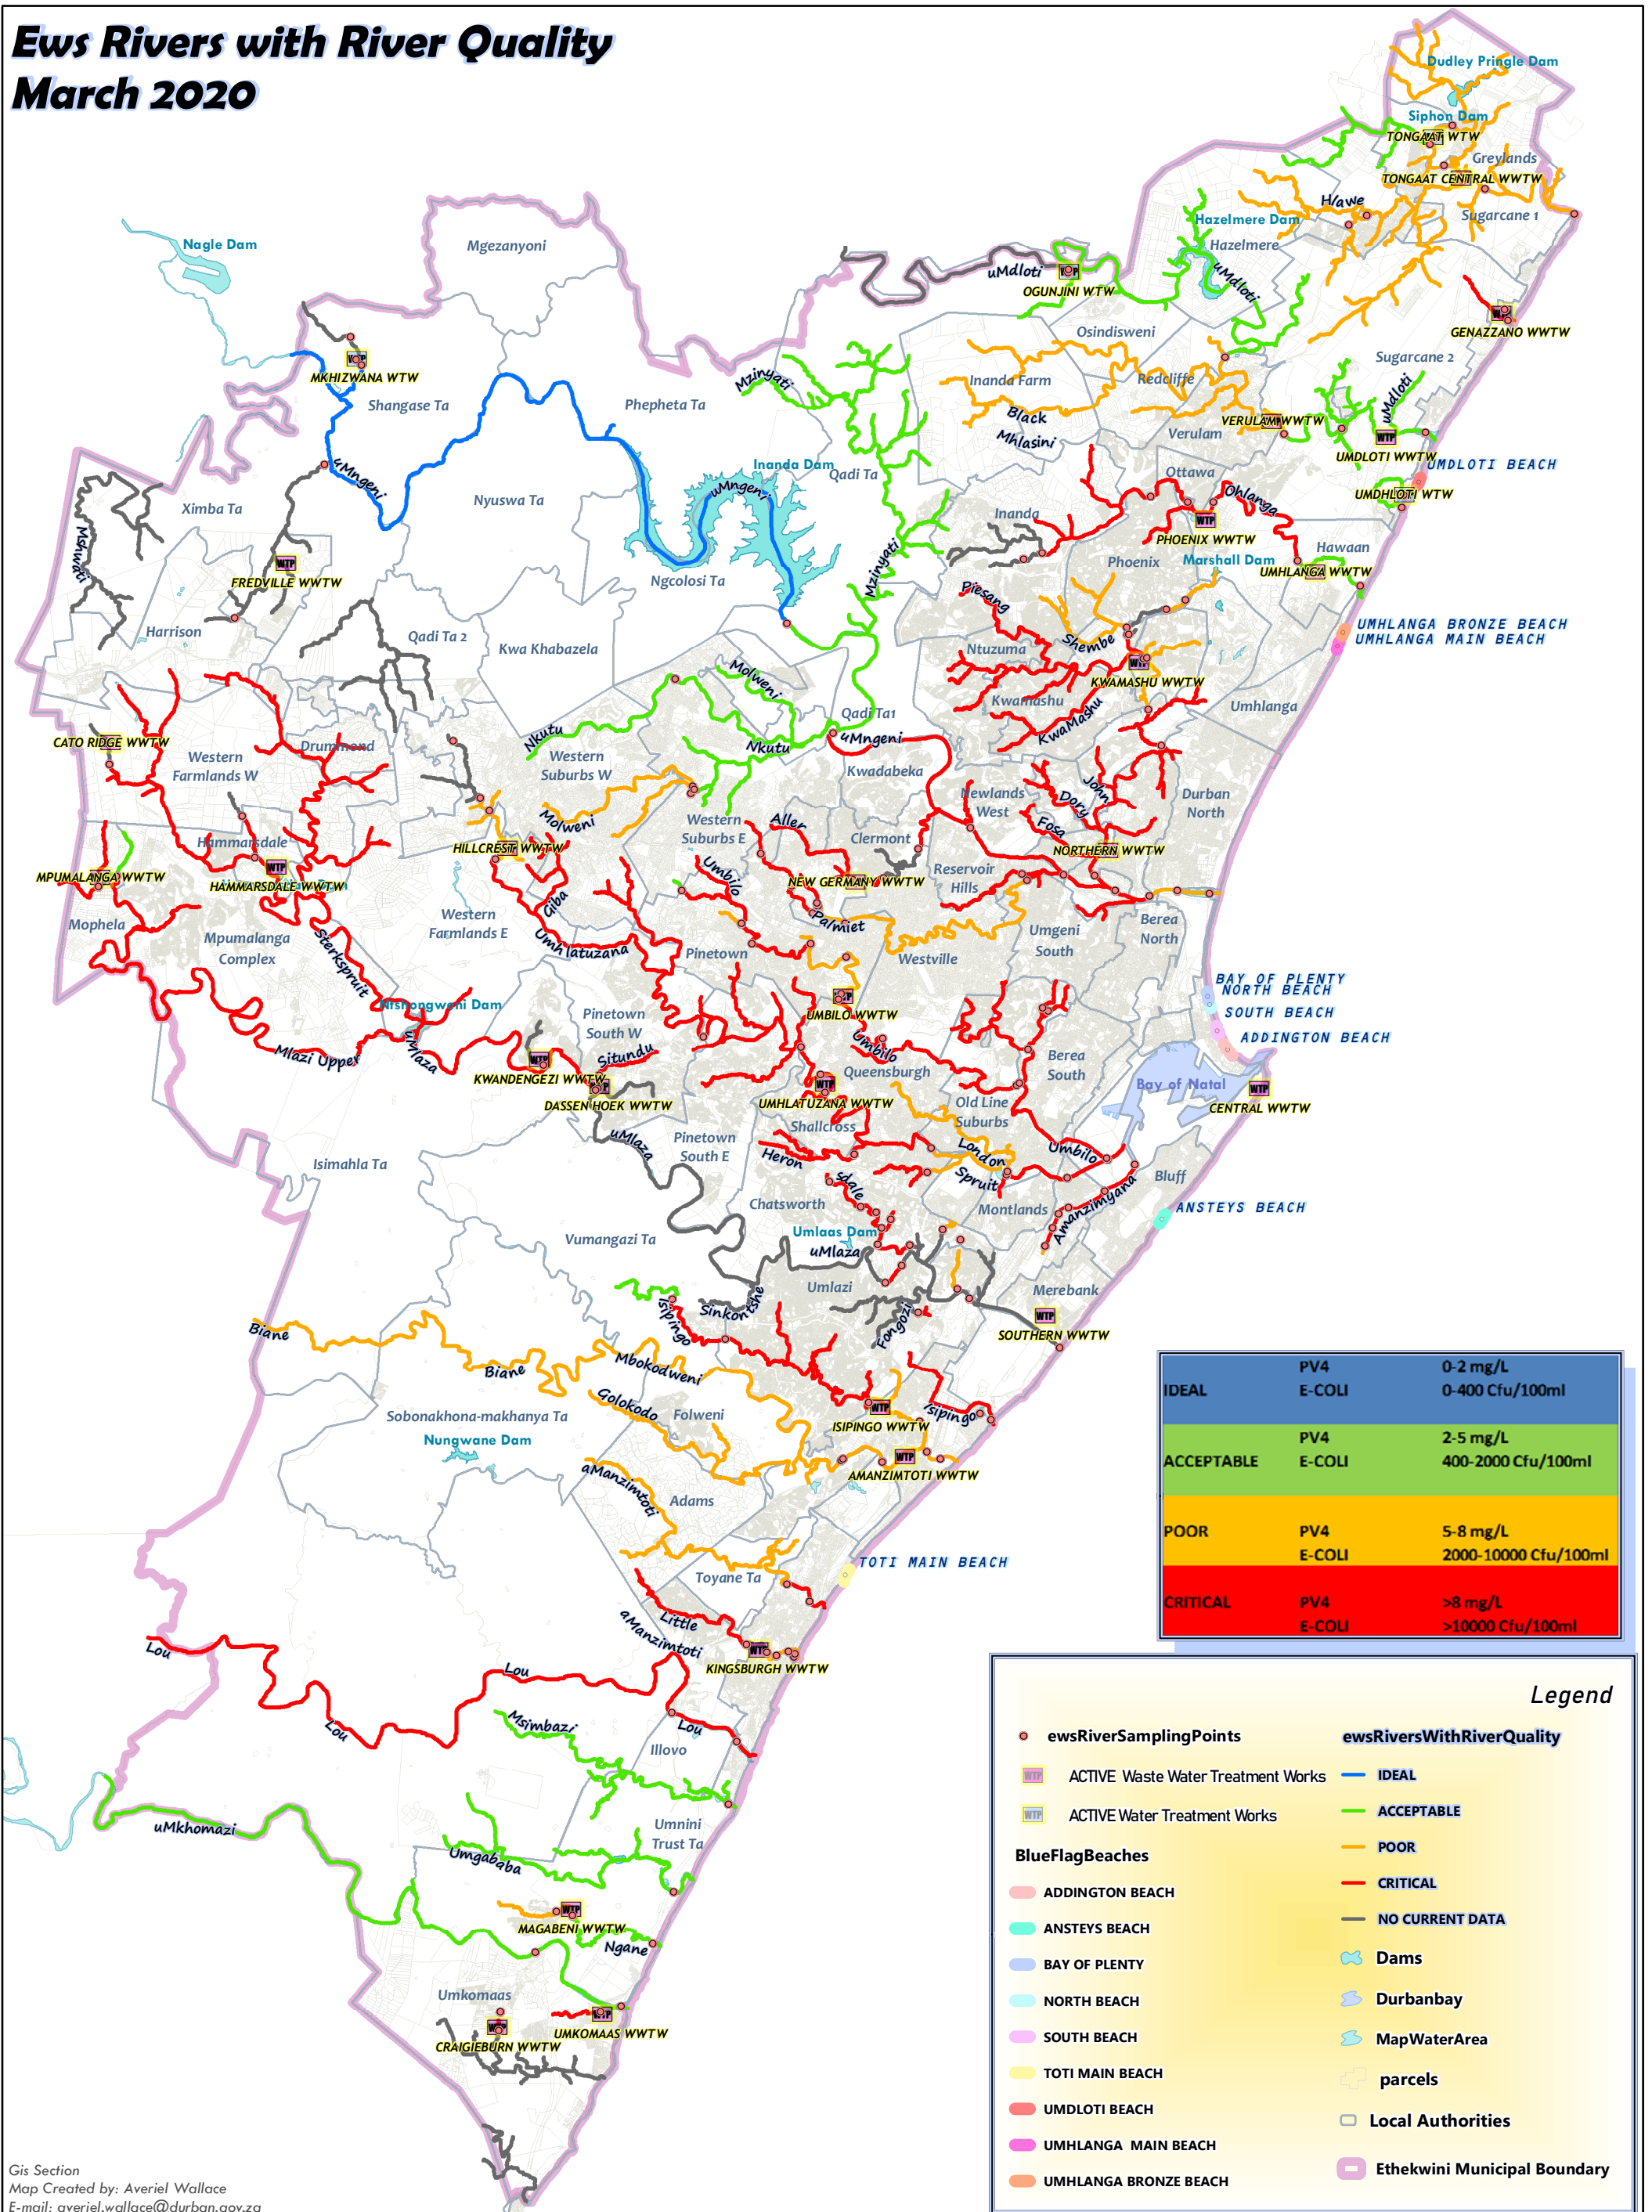 Ews Rivers with River Quality
March 2020
Dudley Pringle Dam
Siphon Dam
TONGAAT WTW
Greylands
TONGAAT CENTRAL WWTW
H/awe
Sugarcane 1
Hazelmere Dam
Hazelmere
Nagle Dam
Mgezanyoni
uMdloti
uMdloti
OGUNJINI WTW
GENAZZANO WWTW
Osindisweni
Sugarcane 2
MKHIZWANA WTW
Shangase Ta
Phepheta Ta
Mzinyati
Inanda Farm
Redcliffe
uMdloti
Black
Mhlasini
VERULAM WWTW
Verulam
UMDLOTI WWTW
UMDLOTI BEACH
uMngeni
Inanda Dam
Qadi Ta
Ottawa
uMngeni
Ohlanga
UMDHLOTI WTW
Ximba Ta
Nyuswa Ta
Inanda
PHOENIX WWTW
Mshwati
Hawaan
Phoenix
Marshall Dam
UMHLANGA WWTW
FREDVILLE WWTW
Ngcolosi Ta
Mzinyati
Piesang
UMHLANGA BRONZE BEACH
UMHLANGA MAIN BEACH
Harrison
Qadi Ta 2
Kwa Khabazela
Shembe
Ntuzuma
Molweni
KWAMASHU WWTW
Kwamashu
KwaMashu
Umhlanga
Qadi Ta1
CATO RIDGE WWTW
Drummond
Nkutu
Nkutu
uMngeni
Western
Farmlands W
Western
Suburbs W
Kwadabeka
Newlands
West
John
Dory
Durban
North
Molweni
Western
Suburbs E
Aller
Clermont
Fosa
Hammarsdale
HILLCREST WWTW
NORTHERN WWTW
MPUMALANGA WWTW
HAMMARSDALE WWTW
Umbilo
NEW GERMANY WWTW
Reservoir
Hills
Giba
Palmiet
Mophela
Western
Farmlands E
Umgeni
South
Berea
North
Mpumalanga
Complex
Sterkspruit
Umhlatuzana
Pinetown
Westville
BAY OF PLENTY
NORTH BEACH
SOUTH BEACH
Ntshongweni Dam
Pinetown
South W
UMBILO WWTW
ADDINGTON BEACH
Mlazi Upper
uMlaza
Situndu
Umbilo
Berea
South
Queensburgh
Bay of Natal
KWANDENGEZI WWTW
DASSEN HOEK WWTW
UMHLATUZANA WWTW
Old Line
Suburbs
CENTRAL WWTW
Shallcross
uMlaza
Pinetown
South E
Heron
sdale
London
Spruit
Umbilo
Isimahla Ta
Bluff
Chatsworth
Montlands
Amanzimyana
ANSTEYS BEACH
Vumangazi Ta
Umlaas Dam
uMlaza
Umlazi
Merebank
Isipingo
Sinkontshe
Fongozi
SOUTHERN WWTW
Biane
Biane
Mbokodweni
Golokodo
Folweni
Sobonakhona-makhanya Ta
Nungwane Dam
ISIPINGO WWTW
Isipingo
AMANZIMTOTI WWTW
aManzimtoti
Adams
TOTI MAIN BEACH
Toyane Ta
Little
aManzimtoti
KINGSBURGH WWTW
Lou
Lou
Lou
Lou
Msimbazi
Illovo
uMkhomazi
Umnini
Trust Ta
Umgababa
MAGABENI WWTW
Ngane
Umkomaas
UMKOMAAS WWTW
CRAIGIEBURN WWTW
PV4 0-2 mg/L
IDEAL E-COLI 0-400 Cfu/100ml
PV4 2-5 mg/L
ACCEPTABLE E-COLI 400-2000 Cfu/100ml
POOR PV4 5-8 mg/L
E-COLI 2000-10000 Cfu/100ml
CRITICAL PV4 >8 mg/L
E-COLI >10000 Cfu/100ml
Legend
ewsRiverSamplingPoints
WTP ACTIVE Waste Water Treatment Works
WTP ACTIVE Water Treatment Works
BlueFlagBeaches
ADDINGTON BEACH
ANSTEYS BEACH
BAY OF PLENTY
NORTH BEACH
SOUTH BEACH
TOTI MAIN BEACH
UMDLOTI BEACH
UMHLANGA MAIN BEACH
UMHLANGA BRONZE BEACH
ewsRiversWithRiverQuality
IDEAL
ACCEPTABLE
POOR
CRITICAL
NO CURRENT DATA
Dams
Durbanbay
MapWaterArea
parcels
Local Authorities
Ethekwini Municipal Boundary
Gis Section
Map Created by: Averiel Wallace
E-mail: averiel.wallace@durban.gov.za